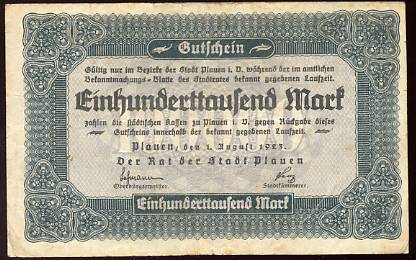 Gutschein
Gültig nur im Bezirke der Stadt Plauen i. V. während der im amtlichen
Bekanntmachungs-Blatte des Stadtrates bekannt gegebenen Laufzeit.
Einhunderttausend Mark
zahlen die städtischen Kassen zu Plauen i. V. gegen Rückgabe dieses
Gutscheins innerhalb der bekannt gegebenen Laufzeit.
Plauen, den 1. August 1923.
Der Rat der Stadt Plauen
Oberbürgermeister Stadtkämmerer.
Einhunderttausend Mark